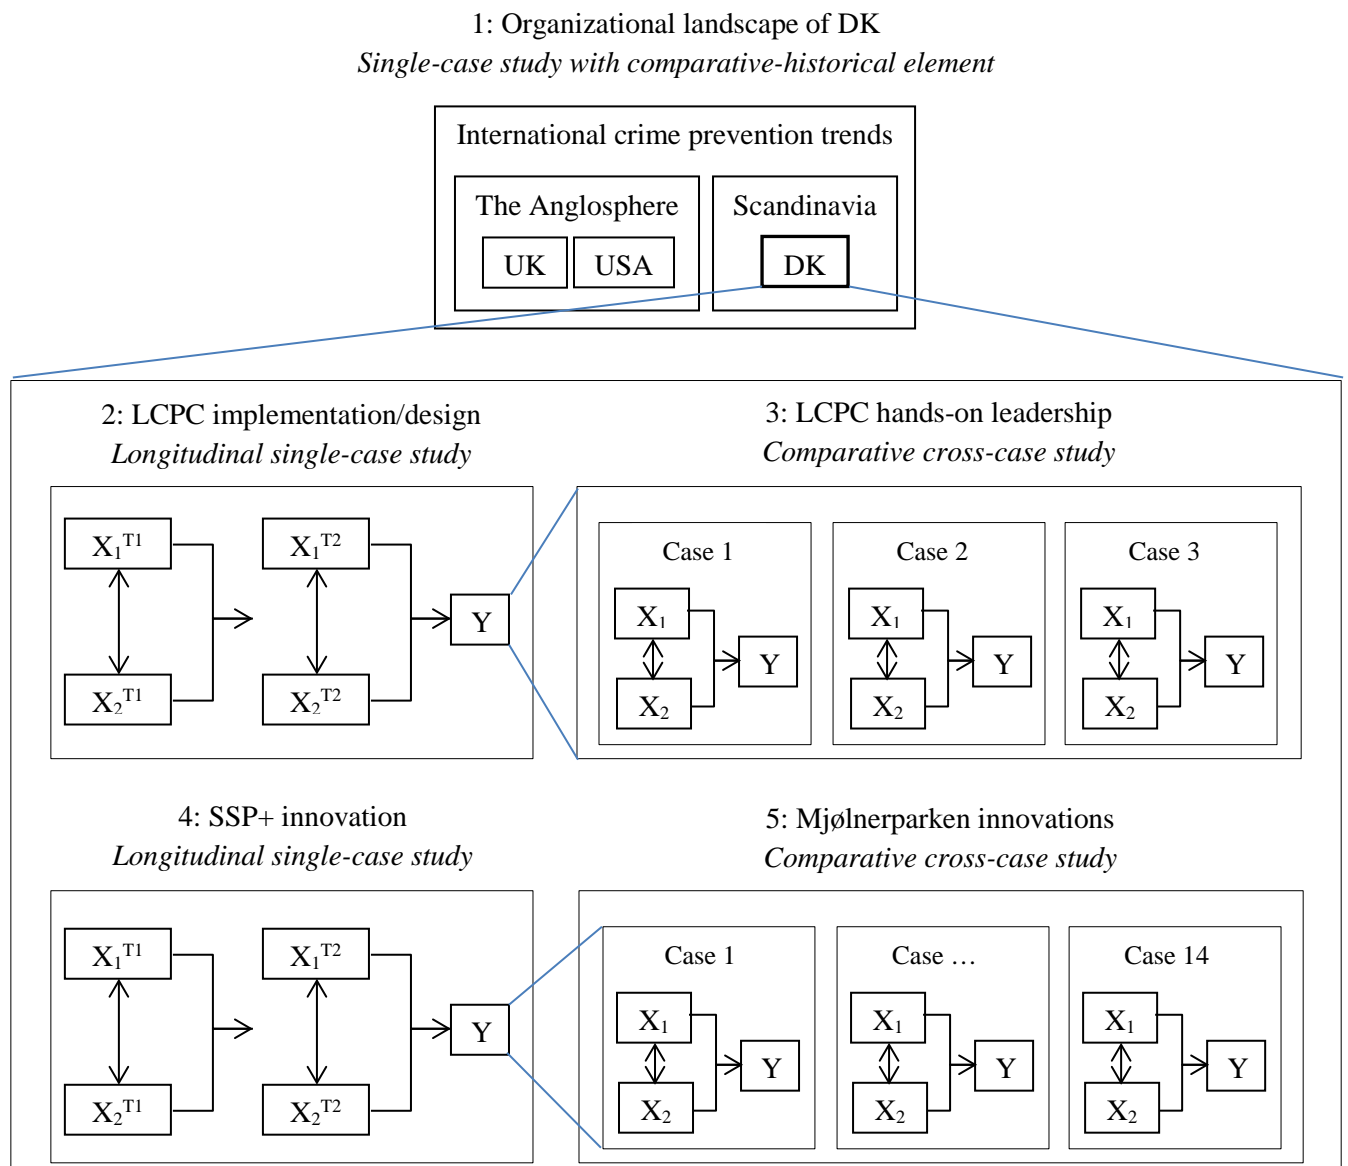 1: Organizational landscape of DK
Single-case study with comparative-historical element
International crime prevention trends
The Anglosphere
Scandinavia
UK
USA
DK
2: LCPC implementation/design
Longitudinal single-case study
3: LCPC hands-on leadership
Comparative cross-case study
X₁ᵀ¹
X₁ᵀ²
Y
X₂ᵀ¹
X₂ᵀ²
Case 1
X₁
Y
X₂
Case 2
X₁
Y
X₂
Case 3
X₁
Y
X₂
4: SSP+ innovation
Longitudinal single-case study
5: Mjølnerparken innovations
Comparative cross-case study
X₁ᵀ¹
X₁ᵀ²
Y
X₂ᵀ¹
X₂ᵀ²
Case 1
X₁
Y
X₂
Case …
X₁
Y
X₂
Case 14
X₁
Y
X₂